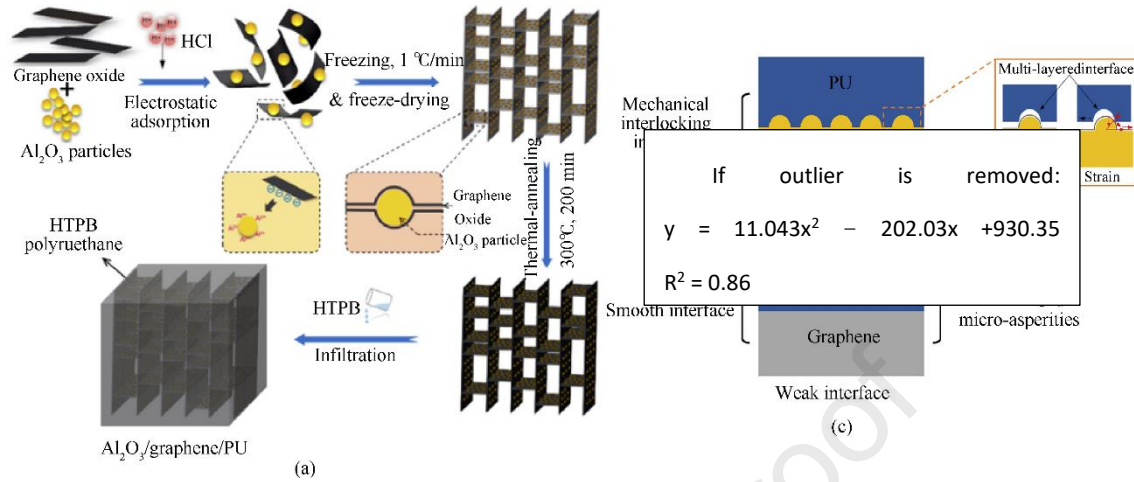 HCl
Graphene oxide
+
Al₂O₃ particles
Electrostatic
adsorption
Freezing, 1 ℃/min
& freeze-drying
Graphene
Oxide
Al₂O₃ particle
Thermal-annealing
300℃, 200 min
HTPB
polyruethane
HTPB
Infiltration
Al₂O₃/graphene/PU
(a)
PU
Mechanical
interlocking
Multi-layeredinterface
Strain
If outlier is removed:
y = 11.043x² − 202.03x +930.35
R² = 0.86
Smooth interface
micro-asperities
Graphene
Weak interface
(c)
proof